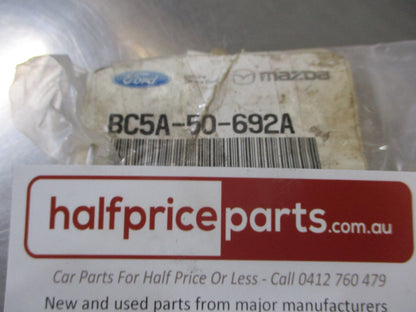 Ford mazda
BC5A-50-692A
halfpriceparts.com.au
Car Parts For Half Price Or Less - Call 0412 760 479
New and used parts from major manufacturers